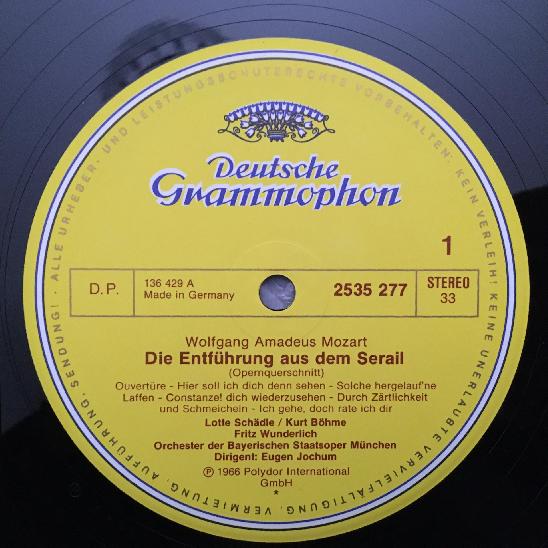 Deutsche
Grammophon
1
D.P.
136 429 A
Made in Germany
2535 277
STEREO
33
Wolfgang Amadeus Mozart
Die Entführung aus dem Serail
(Opernquerschnitt)
Ouvertüre - Hier soll ich dich denn sehen - Solche hergelauf'ne
Laffen - Constanze! dich wiederzusehen - Durch Zärtlichkeit
und Schmeicheln - Ich gehe, doch rate ich dir
Lotte Schädle / Kurt Böhme
Fritz Wunderlich
Orchester der Bayerischen Staatsoper München
Dirigent: Eugen Jochum
℗ 1966 Polydor International
GmbH
*
ALLE URHEBER- UND LEISTUNGSSCHUTZRECHTE VORBEHALTEN. KEIN VERLEIH! KEINE UNERLAUBTE VERVIELFÄLTIGUNG, VERMIETUNG, AUFFÜHRUNG, SENDUNG!